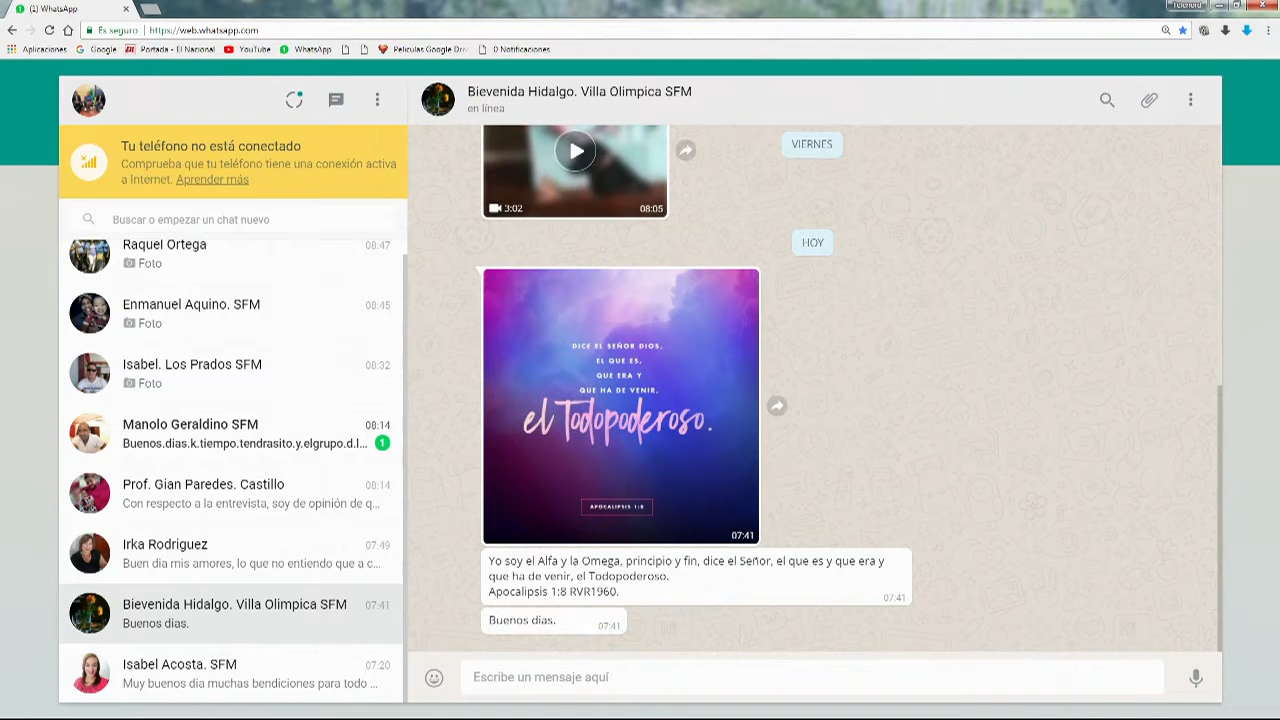 (1) WhatsApp
Telenord
Es seguro
https://web.whatsapp.com
Aplicaciones
Google
Portada - El Nacional
YouTube
WhatsApp
Peliculas Google Dri
0 Notificaciones
Tu teléfono no está conectado
Comprueba que tu teléfono tiene una conexión activa
a Internet. Aprender más
Buscar o empezar un chat nuevo
Raquel Ortega 08:47
Foto
Enmanuel Aquino. SFM 08:45
Foto
Isabel. Los Prados SFM 08:32
Foto
Manolo Geraldino SFM 08:14
Buenos.dias.k.tiempo.tendrasito.y.elgrupo.d.l... 1
Prof. Gian Paredes. Castillo 08:14
Con respecto a la entrevista, soy de opinión de q...
Irka Rodriguez 07:49
Buen dia mis amores, lo que no entiendo que a c...
Bievenida Hidalgo. Villa Olimpica SFM 07:41
Buenos dias.
Isabel Acosta. SFM 07:20
Muy buenos dia muchas bendiciones para todo ...
Bievenida Hidalgo. Villa Olimpica SFM
en línea
VIERNES
3:02 08:05
HOY
DICE EL SEÑOR DIOS,
EL QUE ES,
QUE ERA Y
QUE HA DE VENIR,
el Todopoderoso.
APOCALIPSIS 1:8
07:41
Yo soy el Alfa y la Omega, principio y fin, dice el Señor, el que es y que era y
que ha de venir, el Todopoderoso.
Apocalipsis 1:8 RVR1960.
07:41
Buenos dias. 07:41
Escribe un mensaje aquí